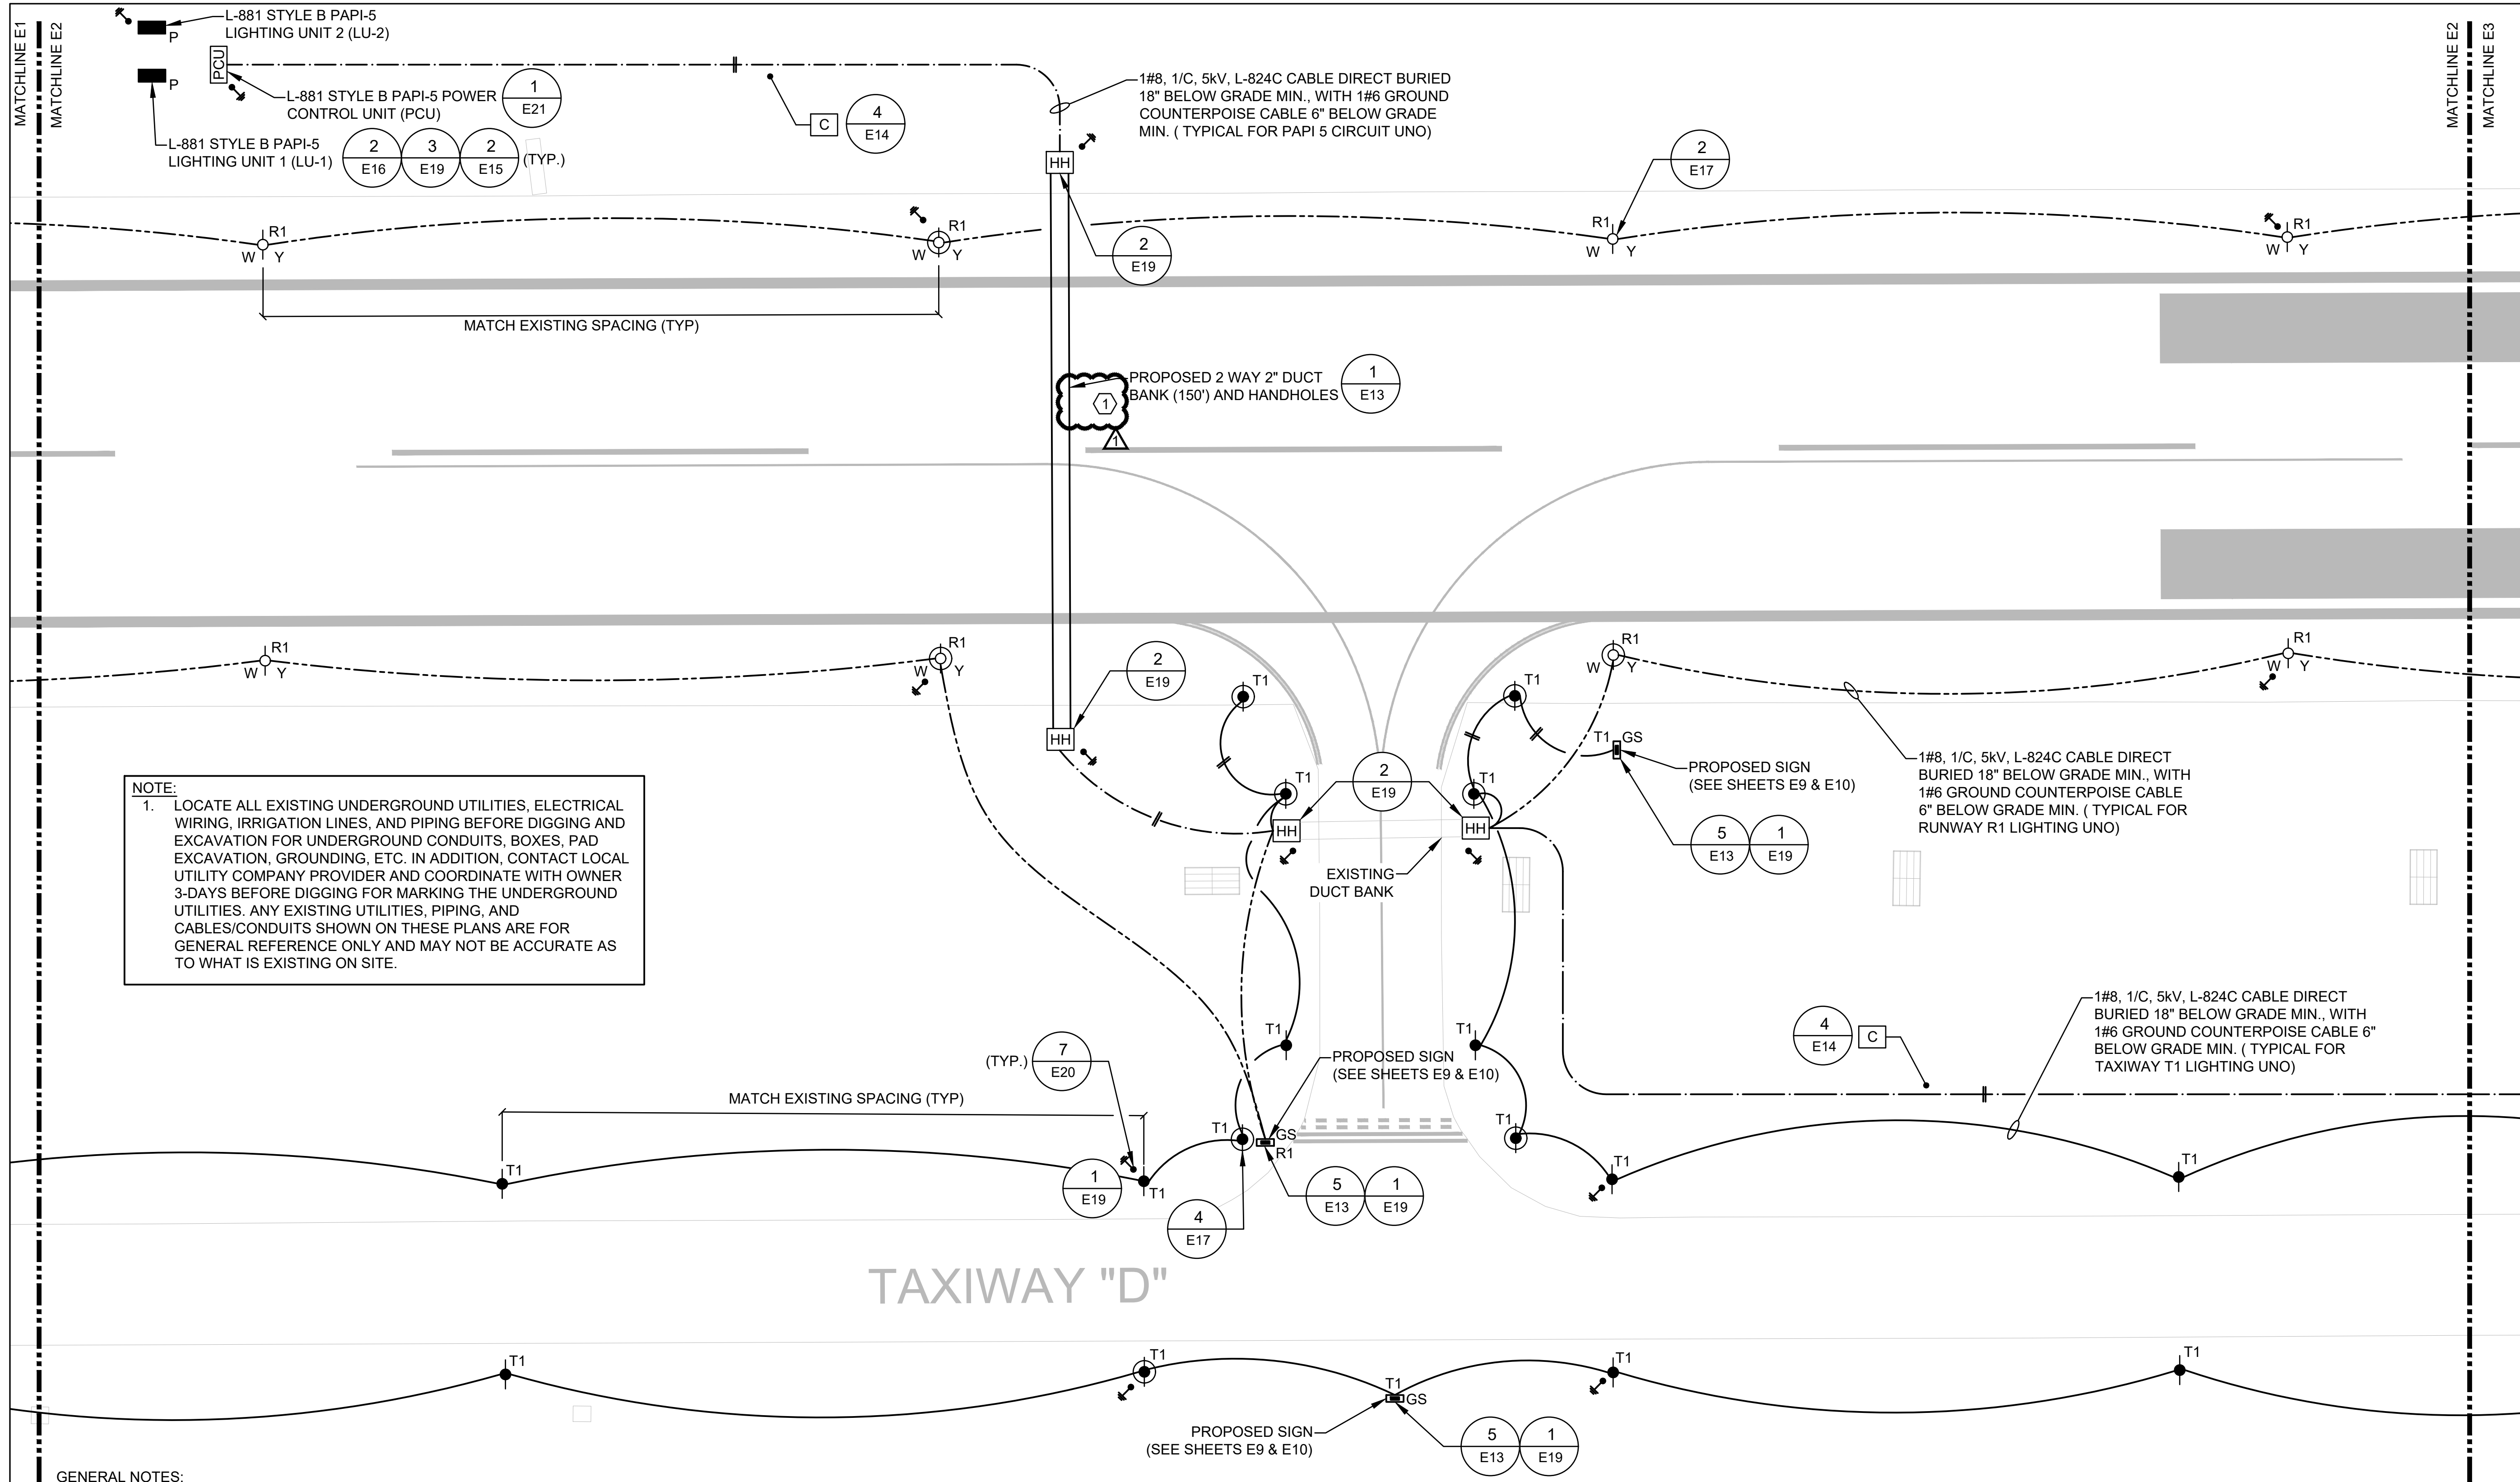 MATCHLINE E1
MATCHLINE E2
L-881 STYLE B PAPI-5
LIGHTING UNIT 2 (LU-2)
P
PCU
P
L-881 STYLE B PAPI-5 POWER
CONTROL UNIT (PCU)
1
E21
L-881 STYLE B PAPI-5
LIGHTING UNIT 1 (LU-1)
2
E16
3
E19
2
E15
(TYP.)
C
4
E14
1#8, 1/C, 5kV, L-824C CABLE DIRECT BURIED
18" BELOW GRADE MIN., WITH 1#6 GROUND
COUNTERPOISE CABLE 6" BELOW GRADE
MIN. ( TYPICAL FOR PAPI 5 CIRCUIT UNO)
HH
2
E17
MATCHLINE E2
MATCHLINE E3
R1
W Y
R1
W Y
2
E19
R1
W Y
R1
W Y
MATCH EXISTING SPACING (TYP)
PROPOSED 2 WAY 2" DUCT
BANK (150') AND HANDHOLES
1
E13
1
1
R1
W Y
R1
W Y
2
E19
HH
T1
T1
HH
2
E19
T1
T1
HH
R1
W Y
T1 GS
PROPOSED SIGN
(SEE SHEETS E9 & E10)
5
E13
1
E19
R1
W Y
1#8, 1/C, 5kV, L-824C CABLE DIRECT
BURIED 18" BELOW GRADE MIN., WITH
1#6 GROUND COUNTERPOISE CABLE
6" BELOW GRADE MIN. ( TYPICAL FOR
RUNWAY R1 LIGHTING UNO)
EXISTING
DUCT BANK
NOTE:
1. LOCATE ALL EXISTING UNDERGROUND UTILITIES, ELECTRICAL
WIRING, IRRIGATION LINES, AND PIPING BEFORE DIGGING AND
EXCAVATION FOR UNDERGROUND CONDUITS, BOXES, PAD
EXCAVATION, GROUNDING, ETC. IN ADDITION, CONTACT LOCAL
UTILITY COMPANY PROVIDER AND COORDINATE WITH OWNER
3-DAYS BEFORE DIGGING FOR MARKING THE UNDERGROUND
UTILITIES. ANY EXISTING UTILITIES, PIPING, AND
CABLES/CONDUITS SHOWN ON THESE PLANS ARE FOR
GENERAL REFERENCE ONLY AND MAY NOT BE ACCURATE AS
TO WHAT IS EXISTING ON SITE.
T1
T1
4
E14
C
1#8, 1/C, 5kV, L-824C CABLE DIRECT
BURIED 18" BELOW GRADE MIN., WITH
1#6 GROUND COUNTERPOISE CABLE 6"
BELOW GRADE MIN. ( TYPICAL FOR
TAXIWAY T1 LIGHTING UNO)
(TYP.)
7
E20
PROPOSED SIGN
(SEE SHEETS E9 & E10)
MATCH EXISTING SPACING (TYP)
T1
GS
R1
T1
T1
1
E19
T1
4
E17
5
E13
1
E19
T1
T1
TAXIWAY "D"
T1
T1
T1
GS
T1
T1
PROPOSED SIGN
(SEE SHEETS E9 & E10)
5
E13
1
E19
GENERAL NOTES: